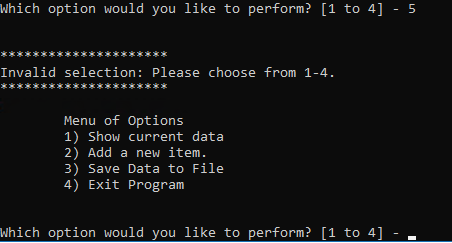 Which option would you like to perform? [1 to 4] - 5
*********************
Invalid selection: Please choose from 1-4.
*********************
Menu of Options
1) Show current data
2) Add a new item.
3) Save Data to File
4) Exit Program
Which option would you like to perform? [1 to 4] -